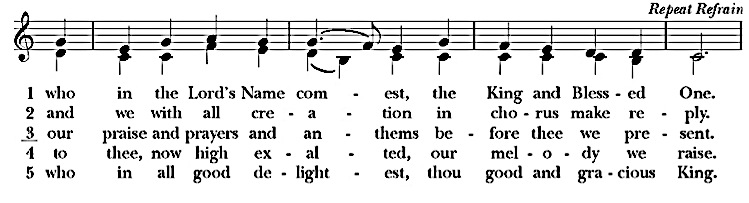 Repeat Refrain
1 who in the Lord's Name com - est, the King and Bless - ed One.
2 and we with all cre - a - tion in cho - rus make re - ply.
3 our praise and prayers and an - thems be - fore thee we pre - sent.
4 to thee, now high ex - al - ted, our mel - o - dy we raise.
5 who in all good de - light - est, thou good and gra - cious King.